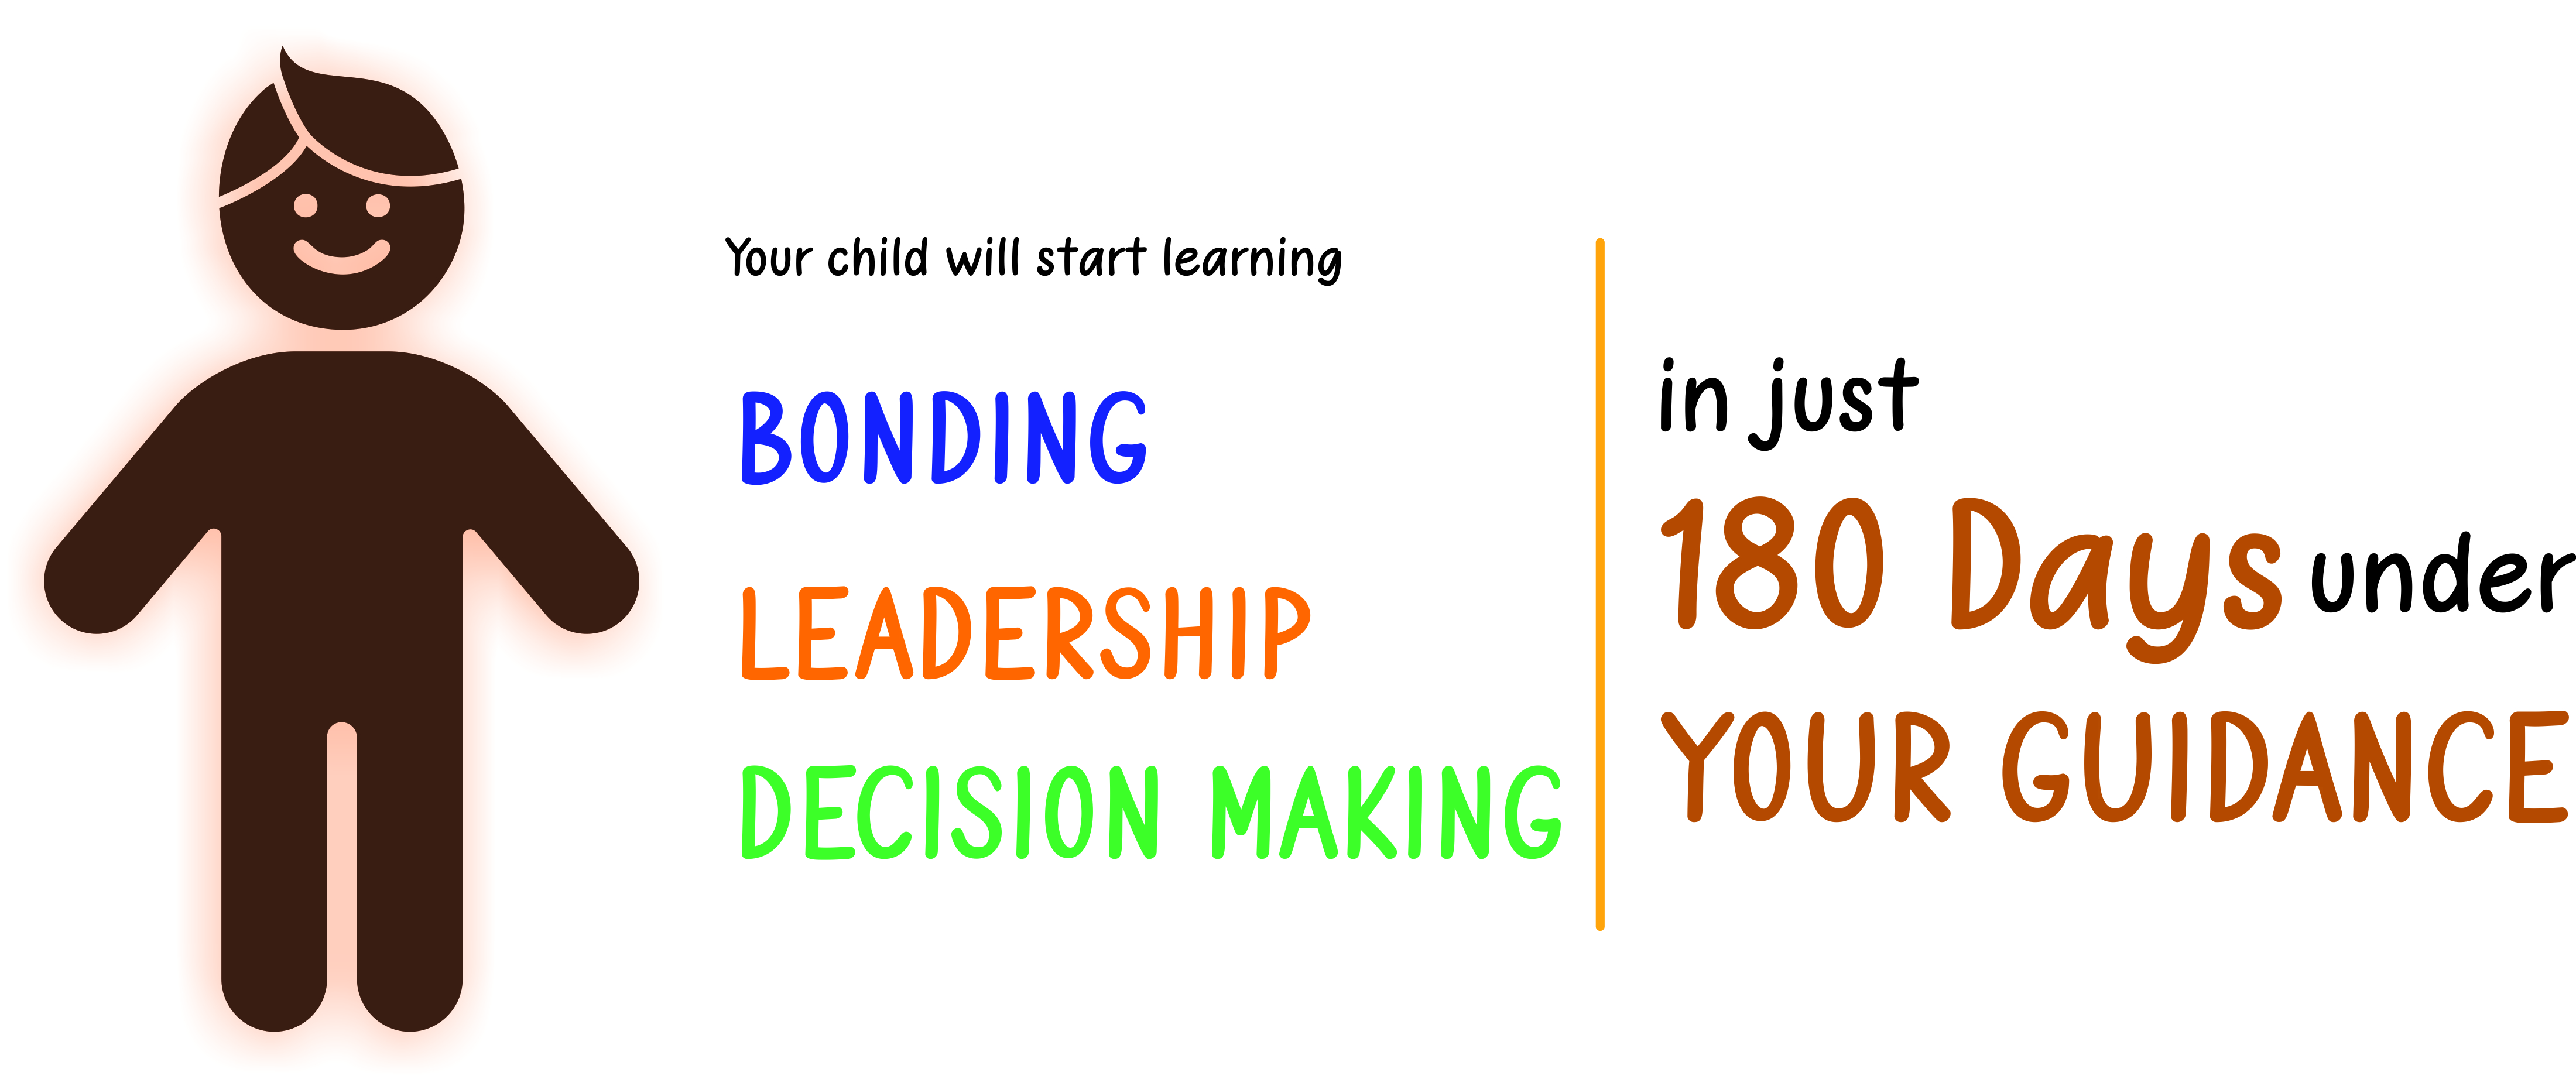 Your child will start learning
BONDING
LEADERSHIP
DECISION MAKING
in just
180 Days under
YOUR GUIDANCE